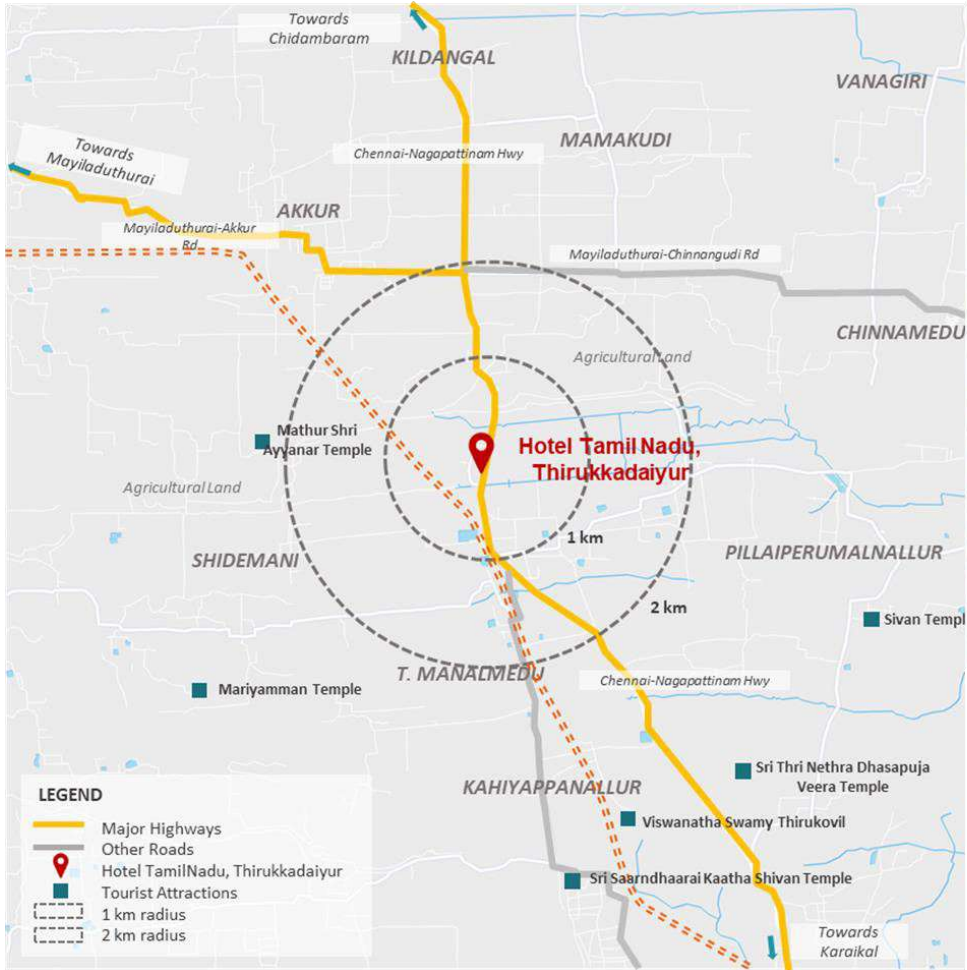 Towards
Chidambaram
KILDANGAL
VANAGIRI
MAMAKUDI
Towards
Mayiladuthurai
Chennai-Nagapattinam Hwy
AKKUR
Mayiladuthurai-Akkur
Rd
Mayiladuthurai-Chinnangudi Rd
CHINNAMEDU
Agricultural Land
Mathur Shri
Ayyanar Temple
Hotel Tamil Nadu,
Thirukkadaiyur
Agricultural Land
1 km
SHIDEMANI
PILLAIPERUMALNALLUR
2 km
Sivan Templ
T. MANALMEDU
Chennai-Nagapattinam Hwy
Mariyamman Temple
Sri Thri Nethra Dhasapuja
Veera Temple
KAHIYAPPANALLUR
Viswanatha Swamy Thirukovil
Sri Saarndhaarai Kaatha Shivan Temple
Towards
Karaikal
LEGEND
Major Highways
Other Roads
Hotel TamilNadu, Thirukkadaiyur
Tourist Attractions
1 km radius
2 km radius